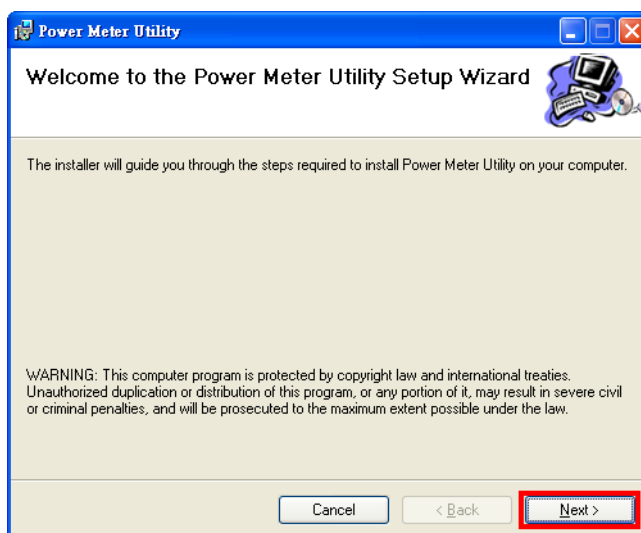 Power Meter Utility
Welcome to the Power Meter Utility Setup Wizard
The installer will guide you through the steps required to install Power Meter Utility on your computer.
WARNING: This computer program is protected by copyright law and international treaties.
Unauthorized duplication or distribution of this program, or any portion of it, may result in severe civil
or criminal penalties, and will be prosecuted to the maximum extent possible under the law.
Cancel
< Back
Next >